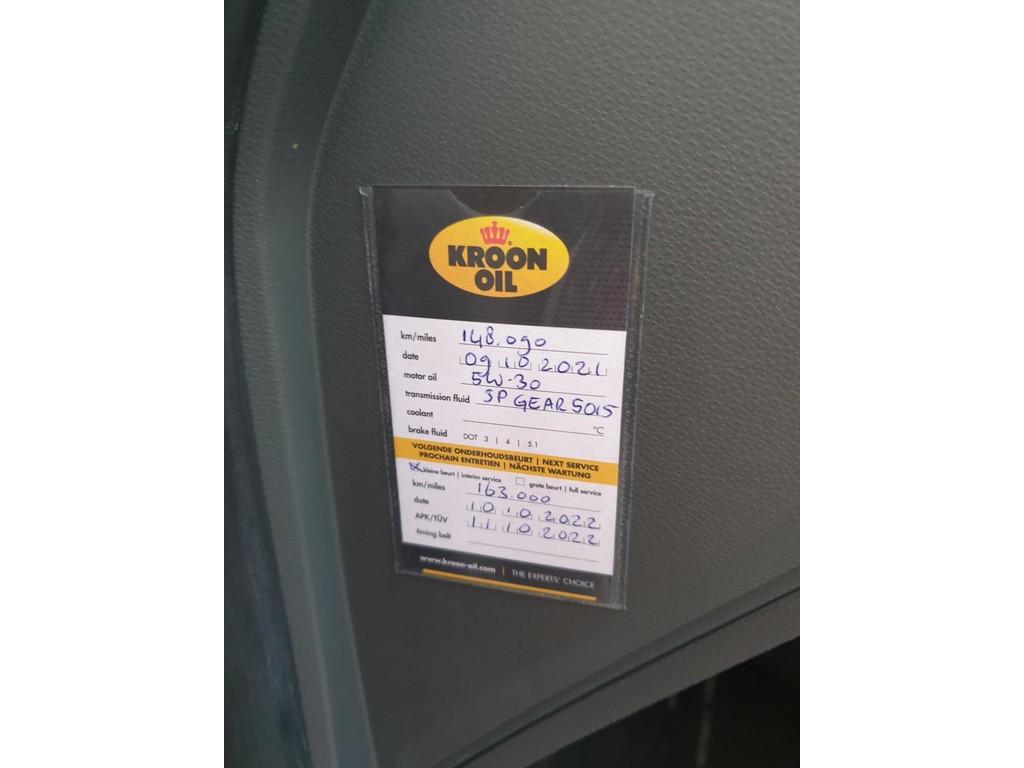 KROON
OIL
km/miles 148.090
date 09 10 2021
motor oil 5W-30
transmission fluid SP GEAR 5015
coolant °C
brake fluid DOT 3 | 4 | 5.1
VOLGENDE ONDERHOUDSBEURT | NEXT SERVICE
PROCHAIN ENTRETIEN | NÄCHSTE WARTUNG
kleine beurt | interim service grote beurt | full service
km/miles 163.000
date 10 10 2022
APK/TÜV 11 10 2022
timing belt
www.kroon-oil.com | THE EXPERTS' CHOICE